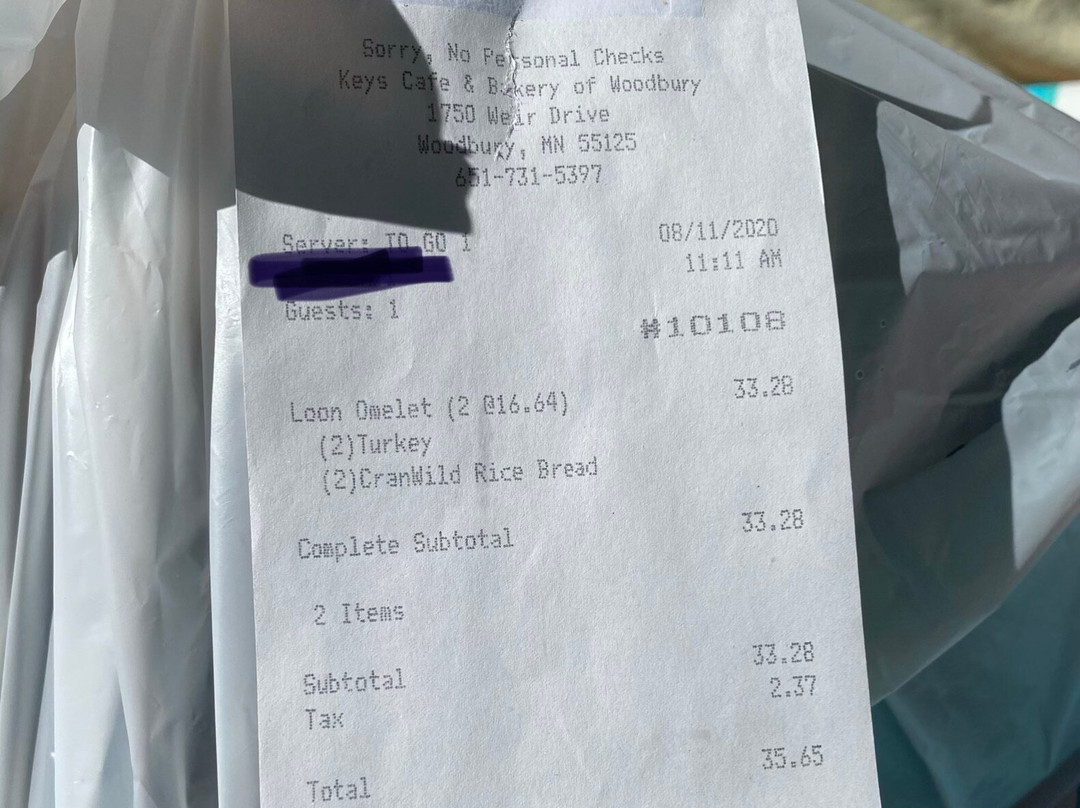 Sorry, No Personal Checks
Keys Cafe & Bakery of Woodbury
1750 Weir Drive
Woodbury, MN 55125
651-731-5397
Server: TO GO 1 08/11/2020
11:11 AM
Guests: 1
#10108
Loon Omelet (2 @16.64) 33.28
(2)Turkey
(2)CranWild Rice Bread
Complete Subtotal 33.28
2 Items
Subtotal 33.28
Tax 2.37
Total 35.65